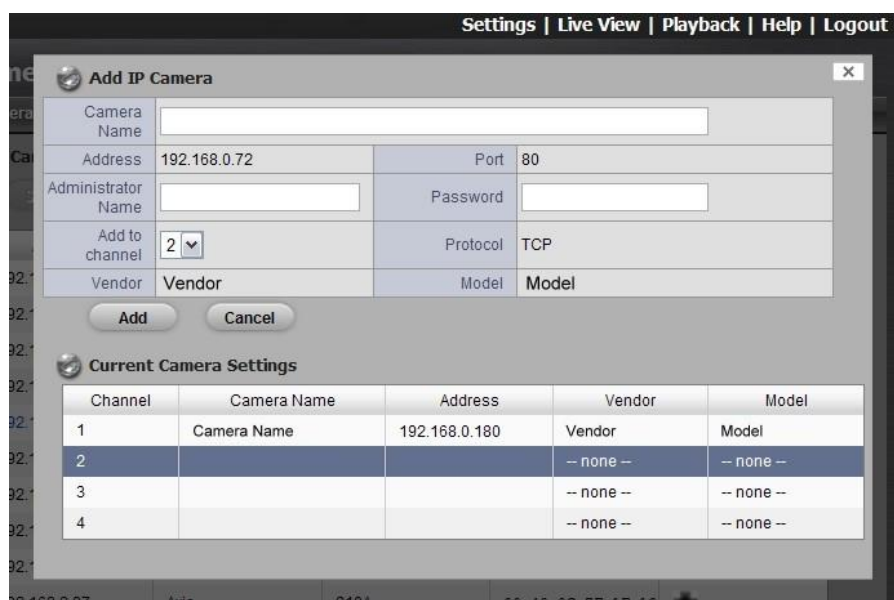 Settings | Live View | Playback | Help | Logout
Add IP Camera
Camera Name
Address 192.168.0.72 Port 80
Administrator Name Password
Add to channel 2 Protocol TCP
Vendor Vendor Model Model
Add Cancel
Current Camera Settings
Channel Camera Name Address Vendor Model
1 Camera Name 192.168.0.180 Vendor Model
2 -- none -- -- none --
3 -- none -- -- none --
4 -- none -- -- none --